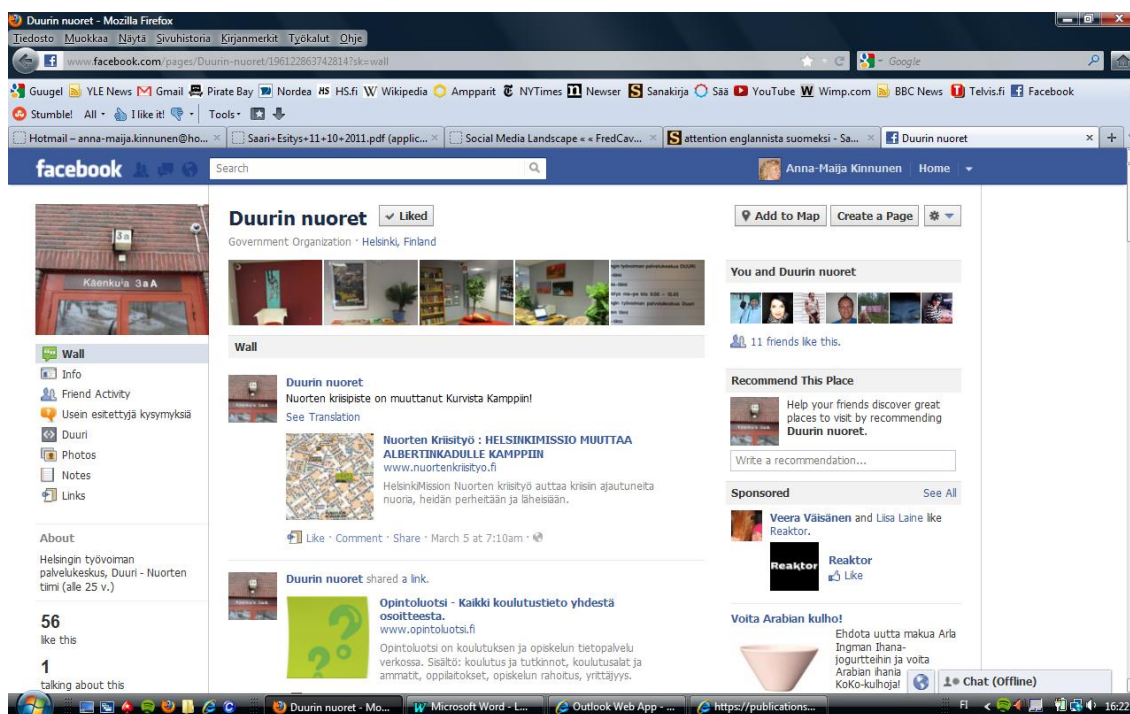 Duurin nuoret - Mozilla Firefox
Tiedosto Muokkaa Näytä Sivuhistoria Kirjanmerkit Työkalut Ohje
www.facebook.com/pages/Duurin-nuoret/196122863742814?sk=wall
Google
Guugel YLE News Gmail Pirate Bay Nordea HS.fi Wikipedia Ampparit NYTimes Newser Sanakirja Sää YouTube Wimp.com BBC News Telvis.fi Facebook
Stumble! All I like it! Tools
Hotmail – anna-maija.kinnunen@ho... Saari+Esitys+11+10+2011.pdf (applic... Social Media Landscape « « FredCav... attention englannista suomeksi - Sa... Duurin nuoret
facebook Search Anna-Maija Kinnunen Home
3a
Käenkuja 3a A
Duurin nuoret Liked
Government Organization · Helsinki, Finland
Add to Map Create a Page
Wall
Info
Friend Activity
Usein esitettyjä kysymyksiä
Duuri
Photos
Notes
Links
About
Helsingin työvoiman
palvelukeskus, Duuri - Nuorten
tiimi (alle 25 v.)
56
like this
1
talking about this
Wall
Duurin nuoret
Nuorten kriisipiste on muuttanut Kurvista Kamppiin!
See Translation
Nuorten Kriisityö : HELSINKIMISSIO MUUTTAA
ALBERTINKADULLE KAMPPIIN
www.nuortenkriisityo.fi
HelsinkiMission Nuorten kriisityö auttaa kriisin ajautuneita
nuoria, heidän perheitään ja läheisiään.
Like · Comment · Share · March 5 at 7:10am
Duurin nuoret shared a link.
Opintoluotsi - Kaikki koulutustieto yhdestä
osoitteesta.
www.opintoluotsi.fi
Opintoluotsi on koulutuksen ja opiskelun tietopalvelu
verkossa. Sisältö: koulutus ja tutkinnot, koulutusalat ja
ammatit, oppilaitokset, opiskelun rahoitus, yrittäjyys.
You and Duurin nuoret
11 friends like this.
Recommend This Place
Help your friends discover great
places to visit by recommending
Duurin nuoret.
Write a recommendation...
Sponsored See All
Veera Väisänen and Liisa Laine like
Reaktor.
Reaktor
Reaktor
Like
Voita Arabian kulho!
Ehdota uutta makua Arla
Ingman Ihana-
jogurtteihin ja voita
Arabian ihania
KoKo-kulhoja!
Chat (Offline)
Duurin nuoret - Mo... Microsoft Word - L... Outlook Web App - ... https://publications... FI 16:22